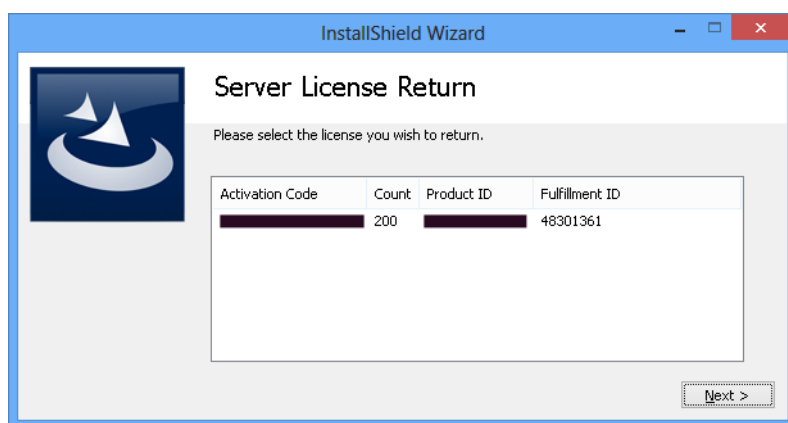 InstallShield Wizard
Server License Return
Please select the license you wish to return.
Activation Code Count Product ID Fulfillment ID
200 48301361
Next >